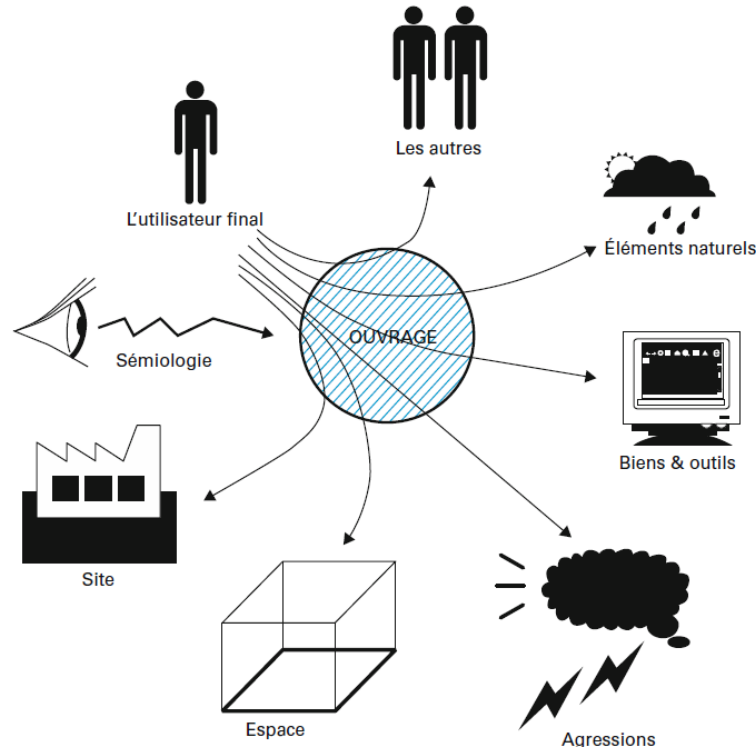 Les autres
L'utilisateur final
Éléments naturels
OUVRAGE
Sémiologie
Biens & outils
Site
Espace
Agressions